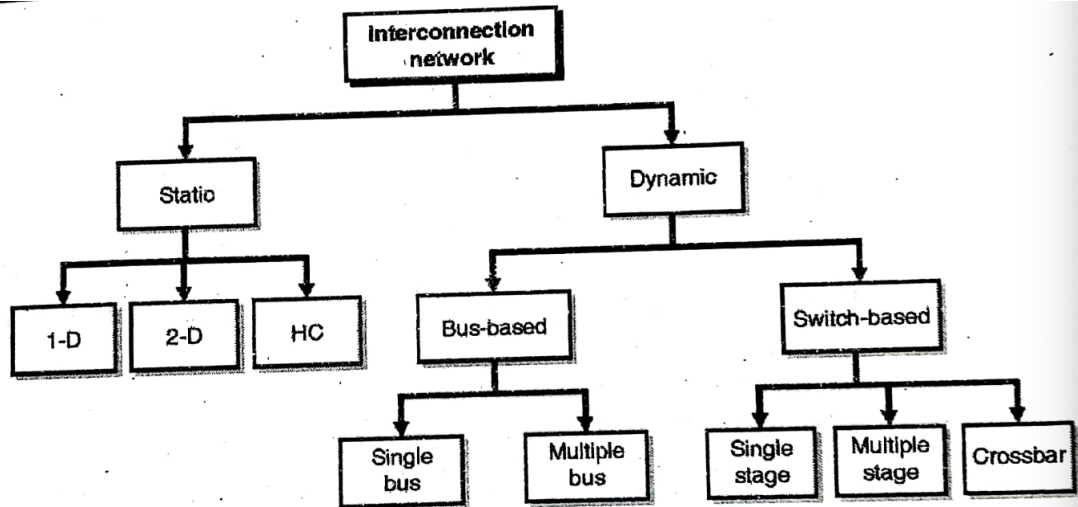 Interconnection
network
Static
Dynamic
1-D
2-D
HC
Bus-based
Switch-based
Single
bus
Multiple
bus
Single
stage
Multiple
stage
Crossbar